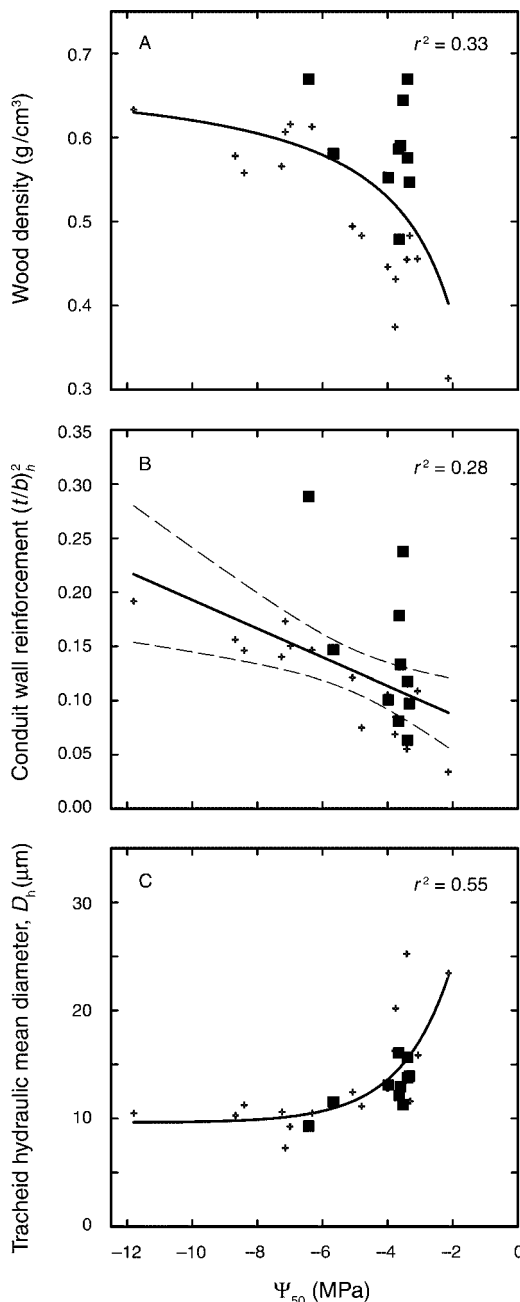 A
r² = 0.33
0.7
0.6
0.5
0.4
0.3
Wood density (g/cm³)
B
r² = 0.28
0.35
0.30
0.25
0.20
0.15
0.10
0.05
0.00
Conduit wall reinforcement (t/b)²ₕ
C
r² = 0.55
30
20
10
0
Tracheid hydraulic mean diameter, Dₕ (μm)
−12 −10 −8 −6 −4 −2 0
Ψ₅₀ (MPa)